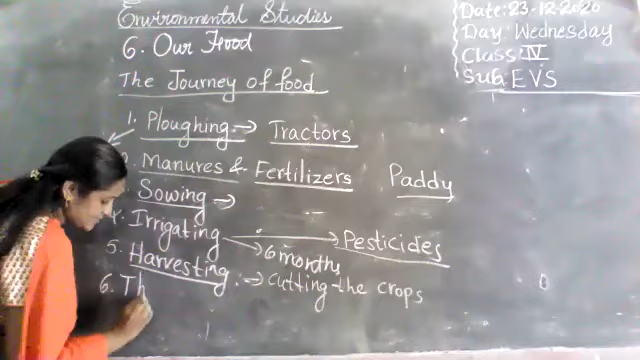 Environmental Studies
6. Our Food
The Journey of food
Date: 23-12-2020
Day: Wednesday
Class: IV
Sub: EVS
1. Ploughing → Tractors
Manures & Fertilizers
Paddy
Sowing →
4. Irrigating → Pesticides
→ 6 months
5. Harvesting :→ Cutting the crops
6. Th